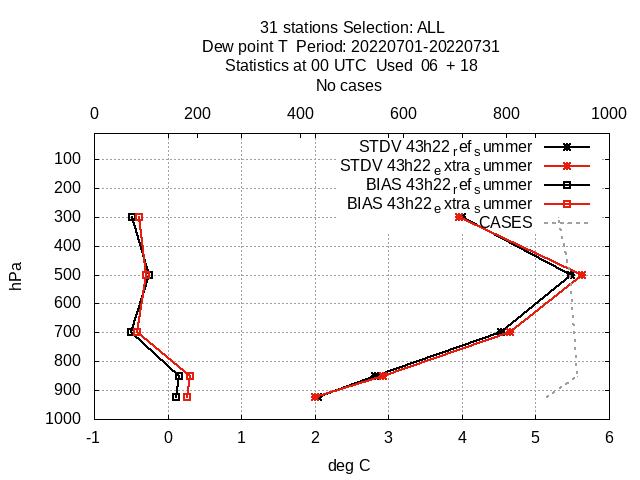 31 stations Selection: ALL
Dew point T  Period: 20220701-20220731
Statistics at 00 UTC  Used  06  + 18
No cases
0 200 400 600 800 1000
STDV 43h22_ref_summer
STDV 43h22_extra_summer
BIAS 43h22_ref_summer
BIAS 43h22_extra_summer
CASES
100
200
300
400
500
600
700
800
900
1000
hPa
-1 0 1 2 3 4 5 6
deg C